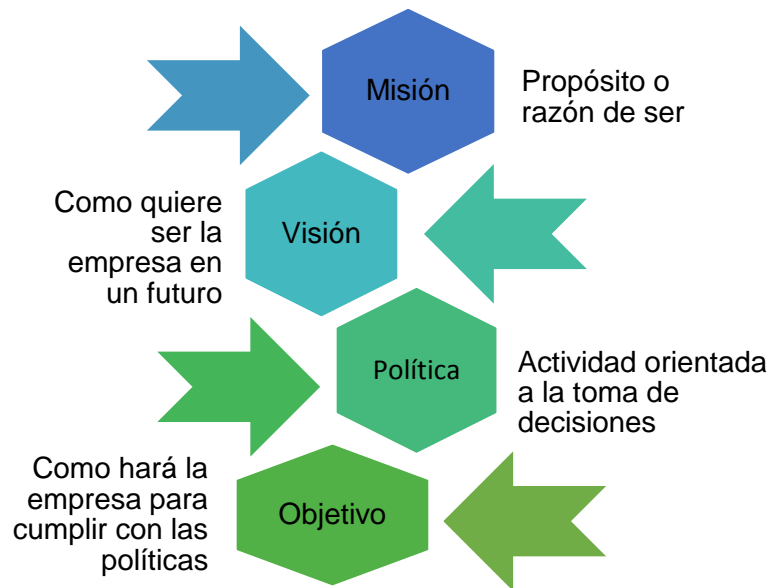 Misión
Propósito o
razón de ser
Como quiere
ser la
empresa en
un futuro
Visión
Política
Actividad orientada
a la toma de
decisiones
Como hará la
empresa para
cumplir con las
políticas
Objetivo